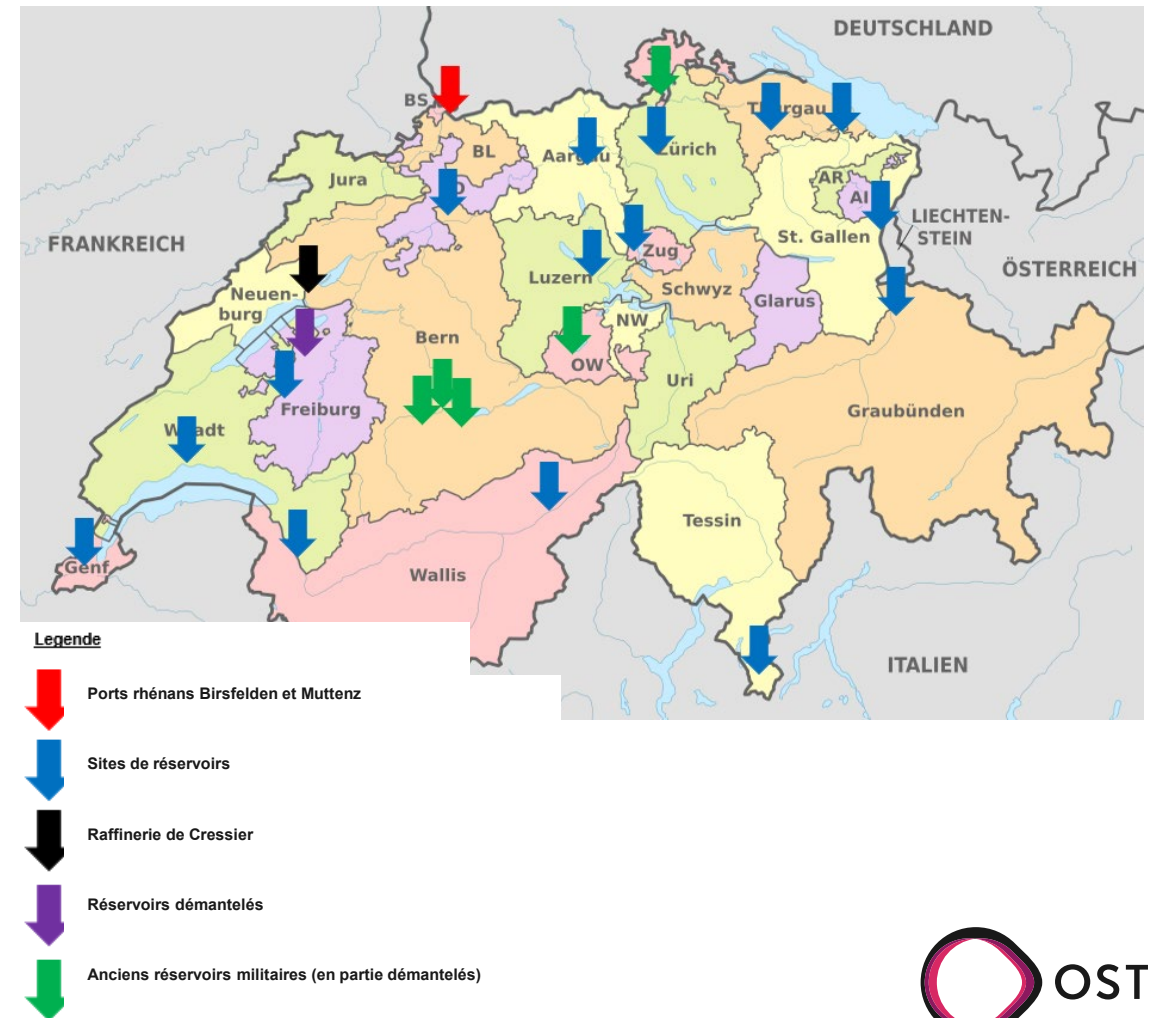 DEUTSCHLAND
BS
Thurgau
BL
Aargau
Zürich
Jura
AR
AI
LIECHTEN-
STEIN
FRANKREICH
Zug
St. Gallen
ÖSTERREICH
Luzern
Schwyz
Neuen-
burg
Glarus
NW
Bern
OW
Uri
Freiburg
Graubünden
Waadt
Tessin
Genf
Wallis
ITALIEN
Legende
Ports rhénans Birsfelden et Muttenz
Sites de réservoirs
Raffinerie de Cressier
Réservoirs démantelés
Anciens réservoirs militaires (en partie démantelés)
OST